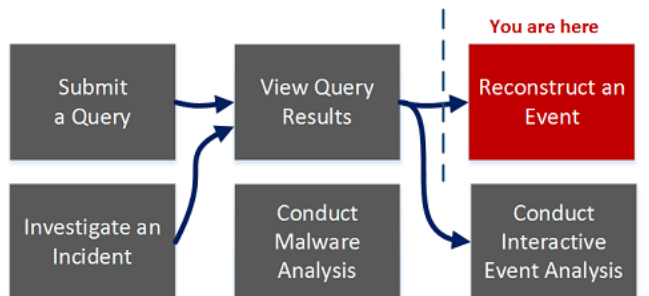 You are here
Submit
a Query
View Query
Results
Reconstruct an
Event
Investigate an
Incident
Conduct
Malware
Analysis
Conduct
Interactive
Event Analysis